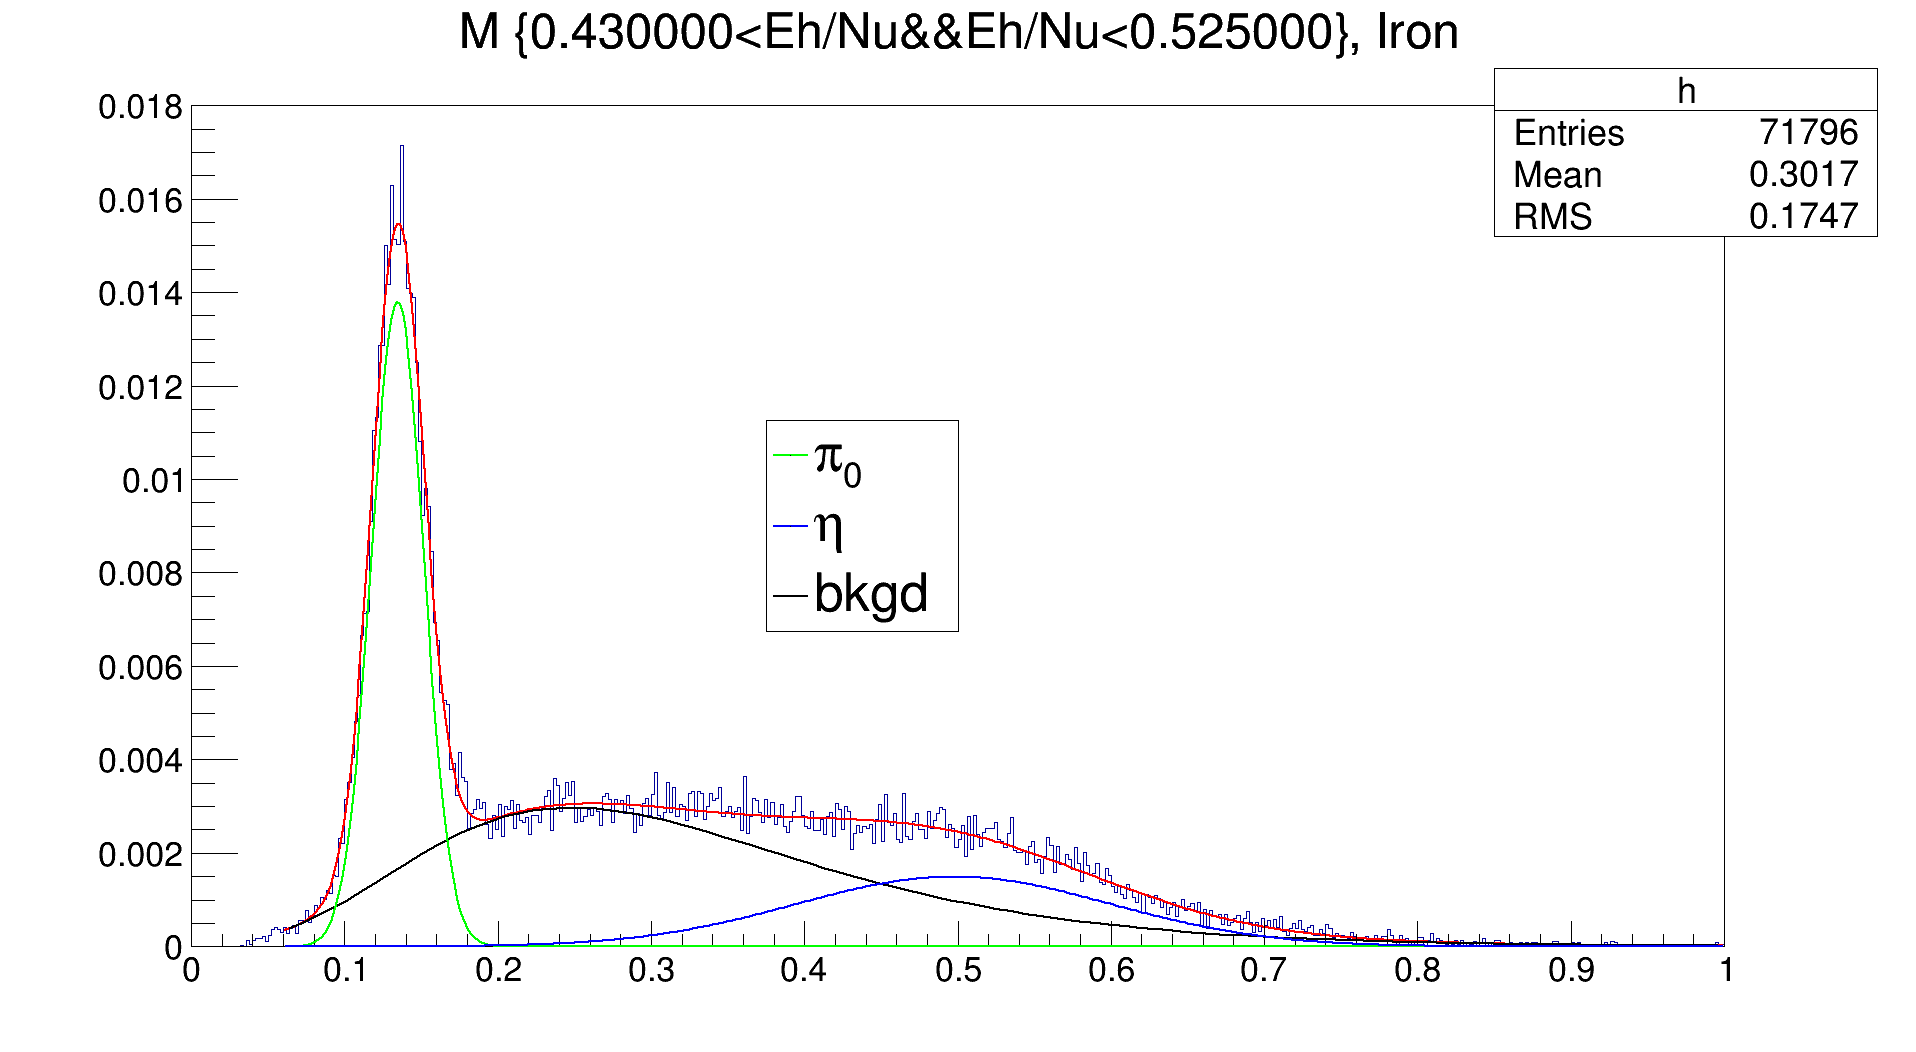 M {0.430000<Eh/Nu&&Eh/Nu<0.525000}, Iron
h
Entries 71796
Mean 0.3017
RMS 0.1747
0.018
0.016
0.014
0.012
0.01
0.008
0.006
0.004
0.002
0
π0
η
bkgd
0 0.1 0.2 0.3 0.4 0.5 0.6 0.7 0.8 0.9 1